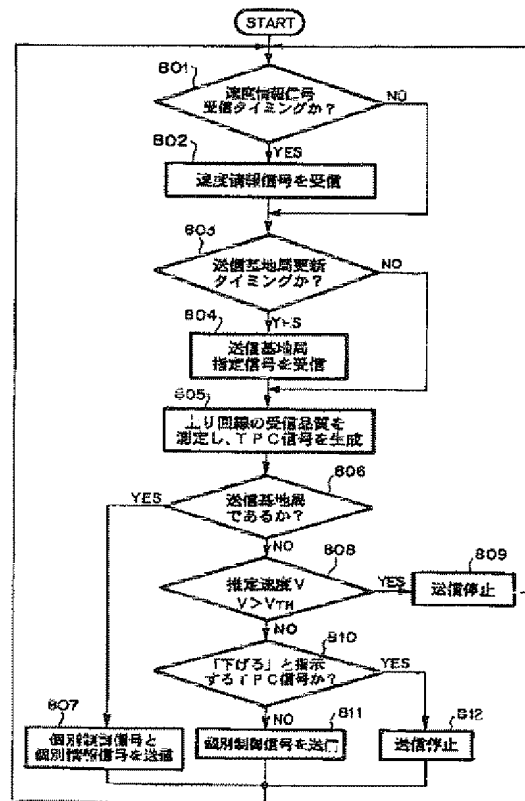 START
801
速度情報信号
受信タイミングか？
NO
YES
802
速度情報信号を受信
803
送信基地局更新
タイミングか？
NO
YES
804
送信基地局
指定信号を受信
805
上り回線の受信品質を
測定し、TPC信号を生成
806
送信基地局
であるか？
YES
NO
808
推定速度V
V>VTH
YES
809
送信停止
NO
810
「下げる」と指示
するTPC信号か？
YES
NO
807
個別制御信号と
個別情報信号を送信
811
個別制御信号を送信
812
送信停止